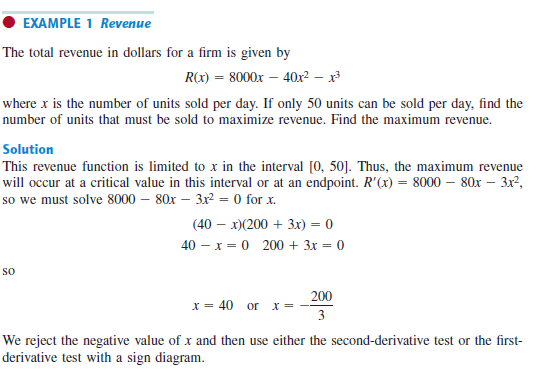 EXAMPLE 1 Revenue
The total revenue in dollars for a firm is given by
R(x) = 8000x − 40x² − x³
where x is the number of units sold per day. If only 50 units can be sold per day, find the
number of units that must be sold to maximize revenue. Find the maximum revenue.
Solution
This revenue function is limited to x in the interval [0, 50]. Thus, the maximum revenue
will occur at a critical value in this interval or at an endpoint. R′(x) = 8000 − 80x − 3x²,
so we must solve 8000 − 80x − 3x² = 0 for x.
(40 − x)(200 + 3x) = 0
40 − x = 0 200 + 3x = 0
so
x = 40 or x = −200/3
We reject the negative value of x and then use either the second-derivative test or the first-
derivative test with a sign diagram.